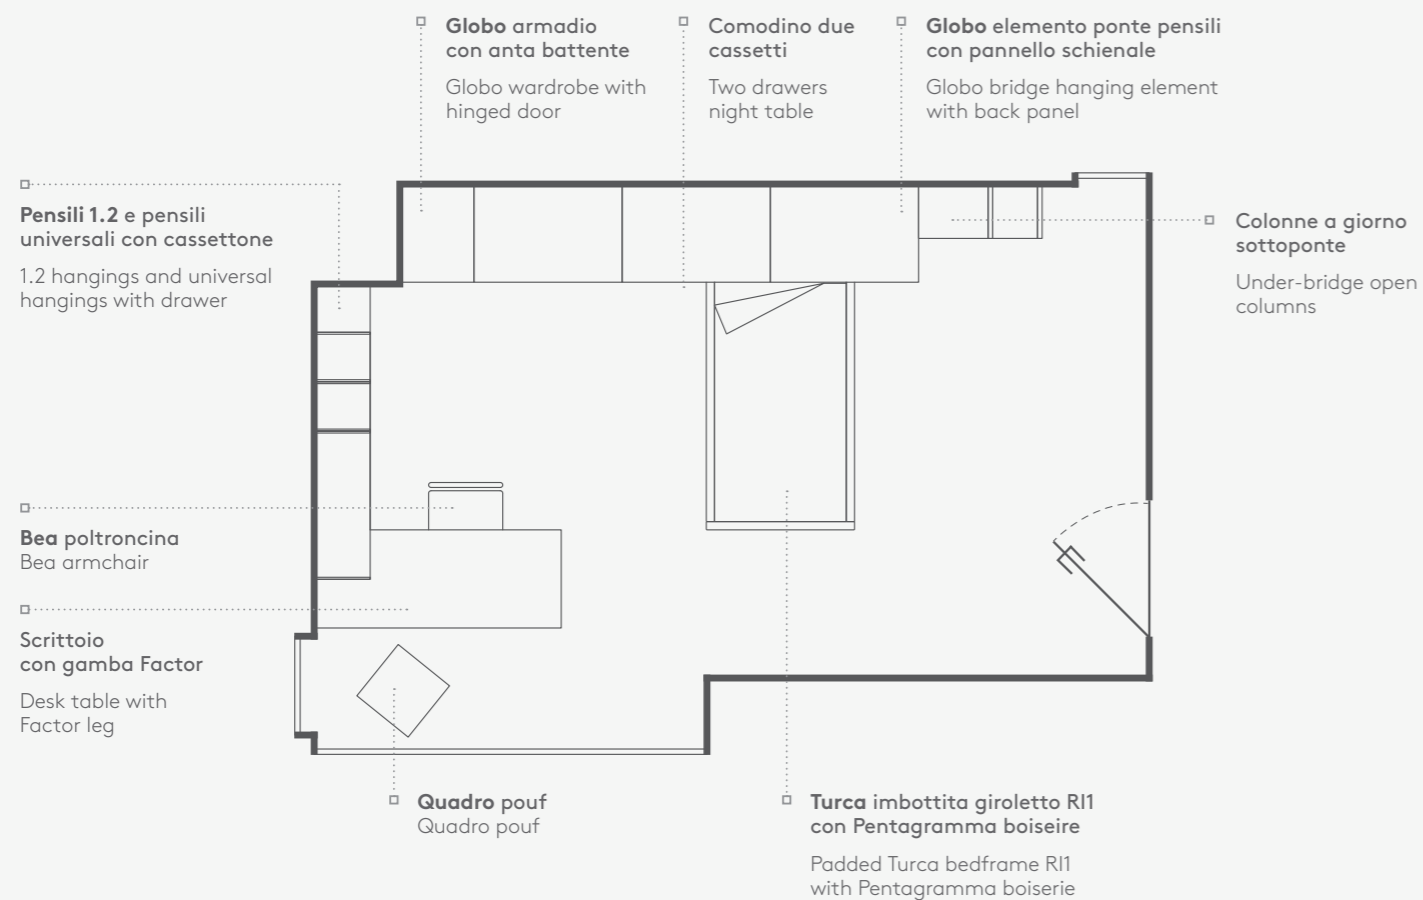 Globo armadio
con anta battente
Globo wardrobe with
hinged door
Comodino due
cassetti
Two drawers
night table
Globo elemento ponte pensili
con pannello schienale
Globo bridge hanging element
with back panel
Pensili 1.2 e pensili
universali con cassettone
1.2 hangings and universal
hangings with drawer
Colonne a giorno
sottoponte
Under-bridge open
columns
Bea poltroncina
Bea armchair
Scrittoio
con gamba Factor
Desk table with
Factor leg
Quadro pouf
Quadro pouf
Turca imbottita giroletto RI1
con Pentagramma boiseire
Padded Turca bedframe RI1
with Pentagramma boiserie